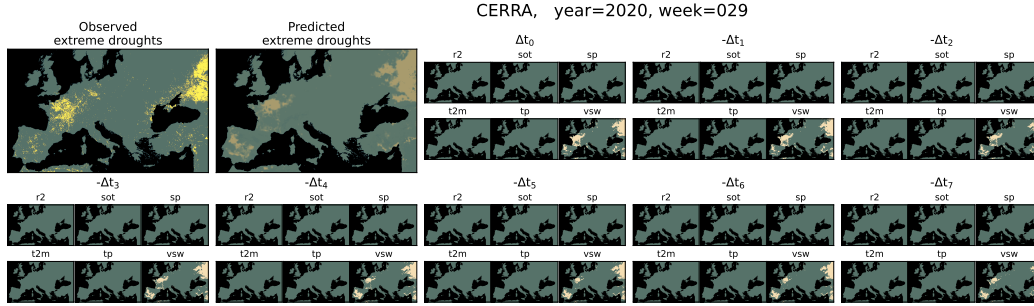 CERRA,   year=2020, week=029
Observed
extreme droughts
Predicted
extreme droughts
Δt0
r2 sot sp
t2m tp vsw
-Δt1
r2 sot sp
t2m tp vsw
-Δt2
r2 sot sp
t2m tp vsw
-Δt3
r2 sot sp
t2m tp vsw
-Δt4
r2 sot sp
t2m tp vsw
-Δt5
r2 sot sp
t2m tp vsw
-Δt6
r2 sot sp
t2m tp vsw
-Δt7
r2 sot sp
t2m tp vsw